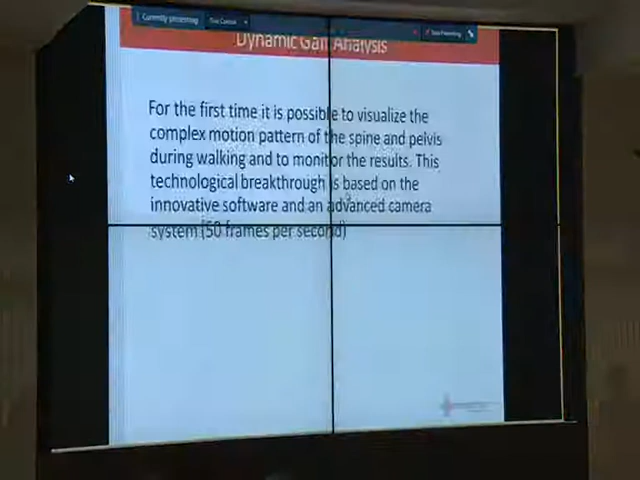 Currently presenting
Stop Presenting
Dynamic Gait Analysis
For the first time it is possible to visualize the
complex motion pattern of the spine and pelvis
during walking and to monitor the results. This
technological breakthrough is based on the
innovative software and an advanced camera
system (50 frames per second)